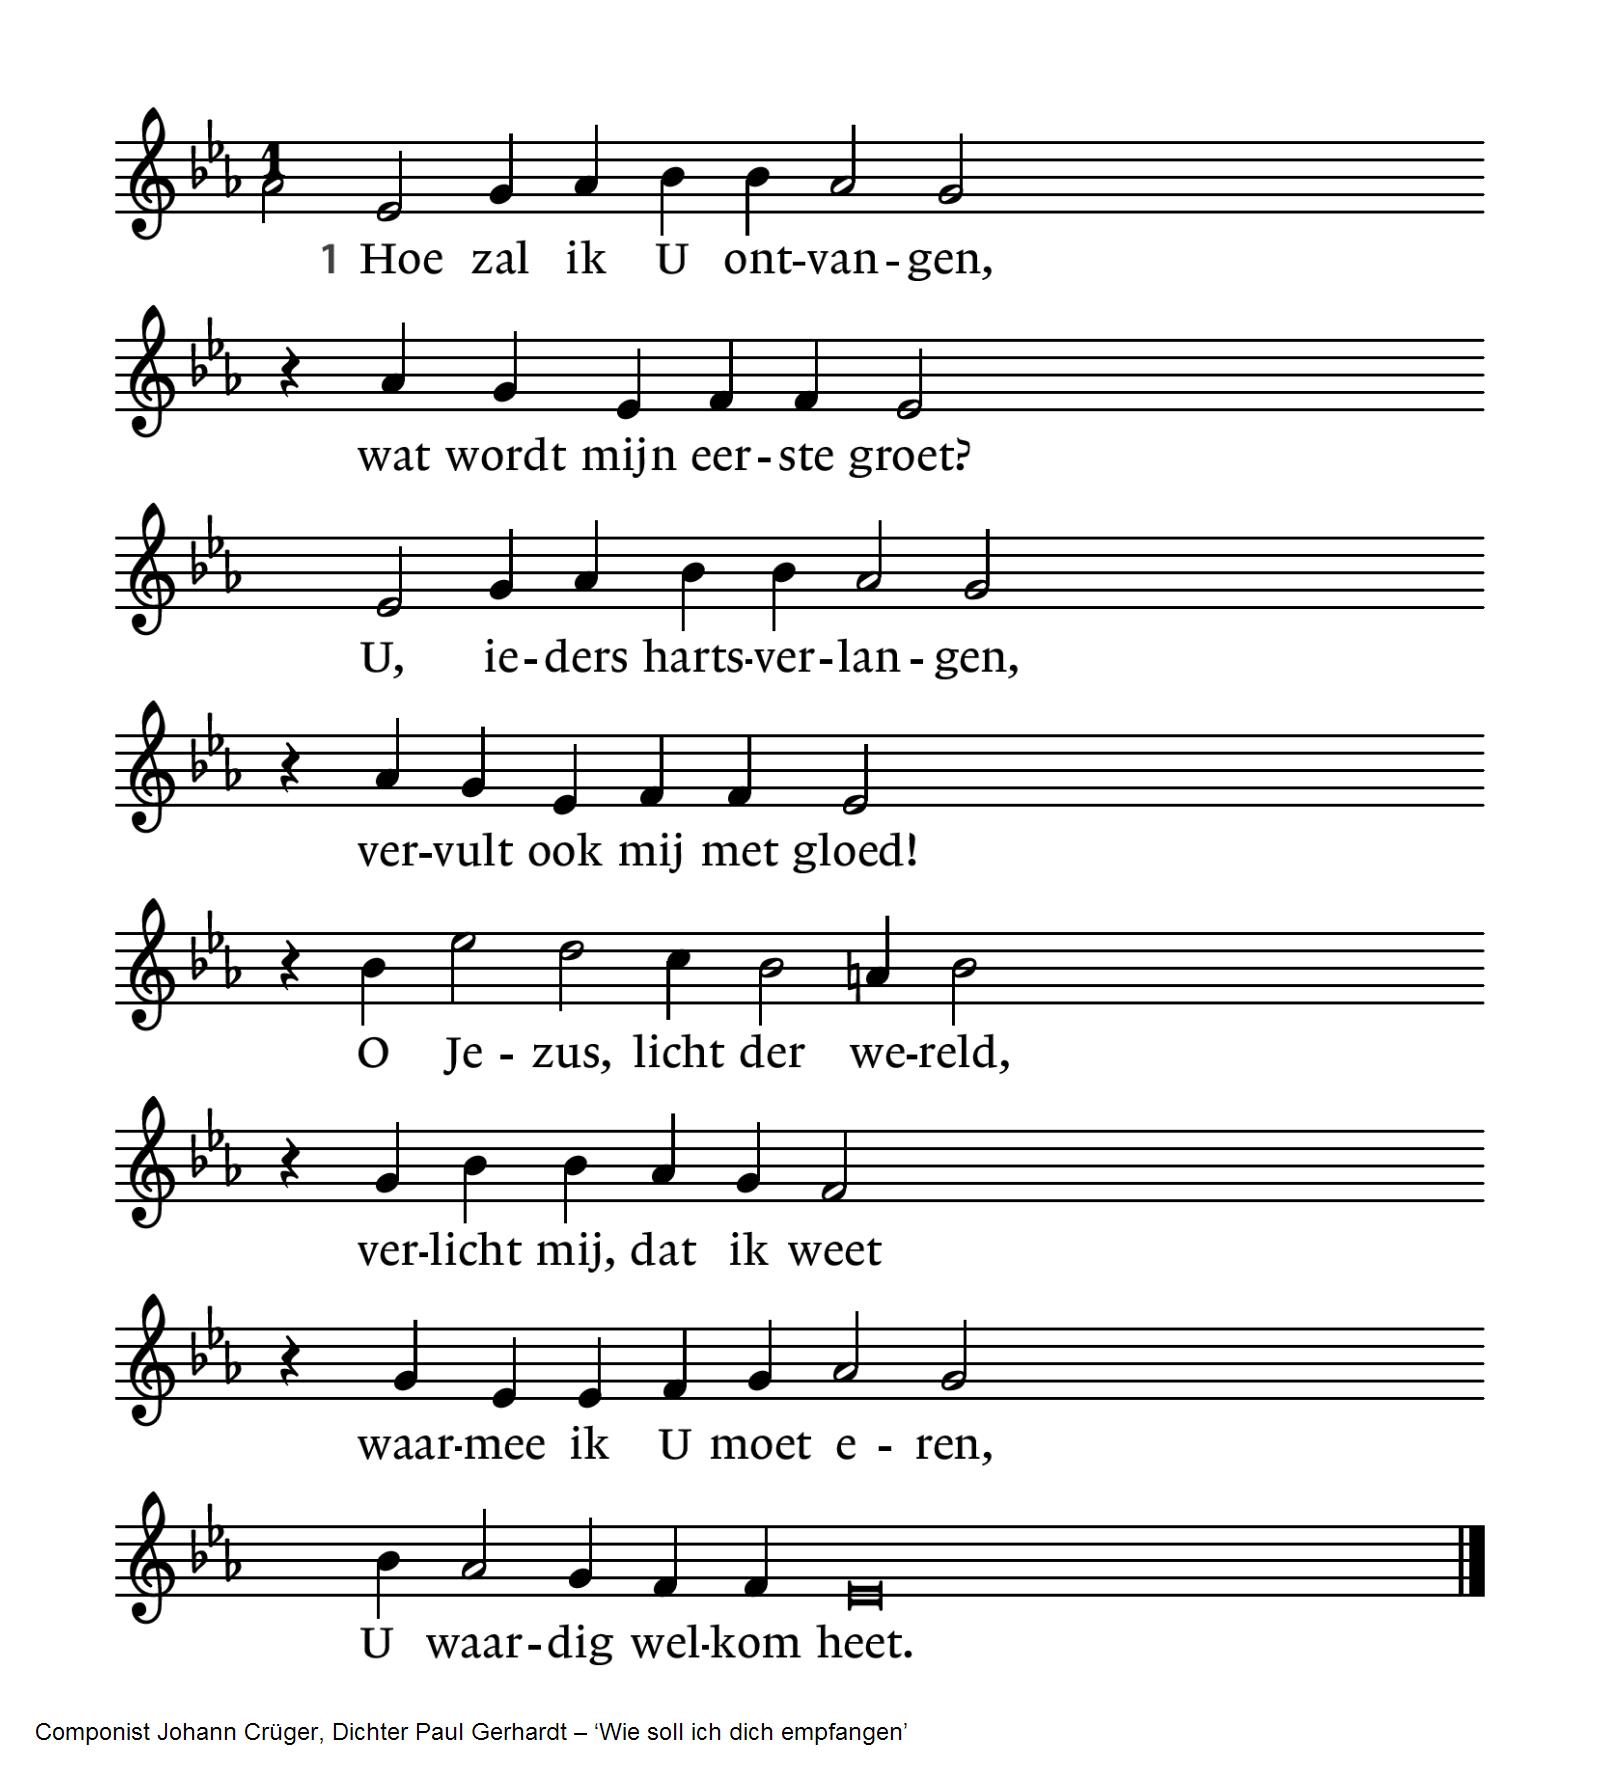 1
1 Hoe zal ik U ont-van-gen,
wat wordt mijn eer-ste groet?
U, ie-ders harts-ver-lan-gen,
ver-vult ook mij met gloed!
O Je-zus, licht der we-reld,
ver-licht mij, dat ik weet
waar-mee ik U moet e-ren,
U waar-dig wel-kom heet.
Componist Johann Crüger, Dichter Paul Gerhardt – ‘Wie soll ich dich empfangen’